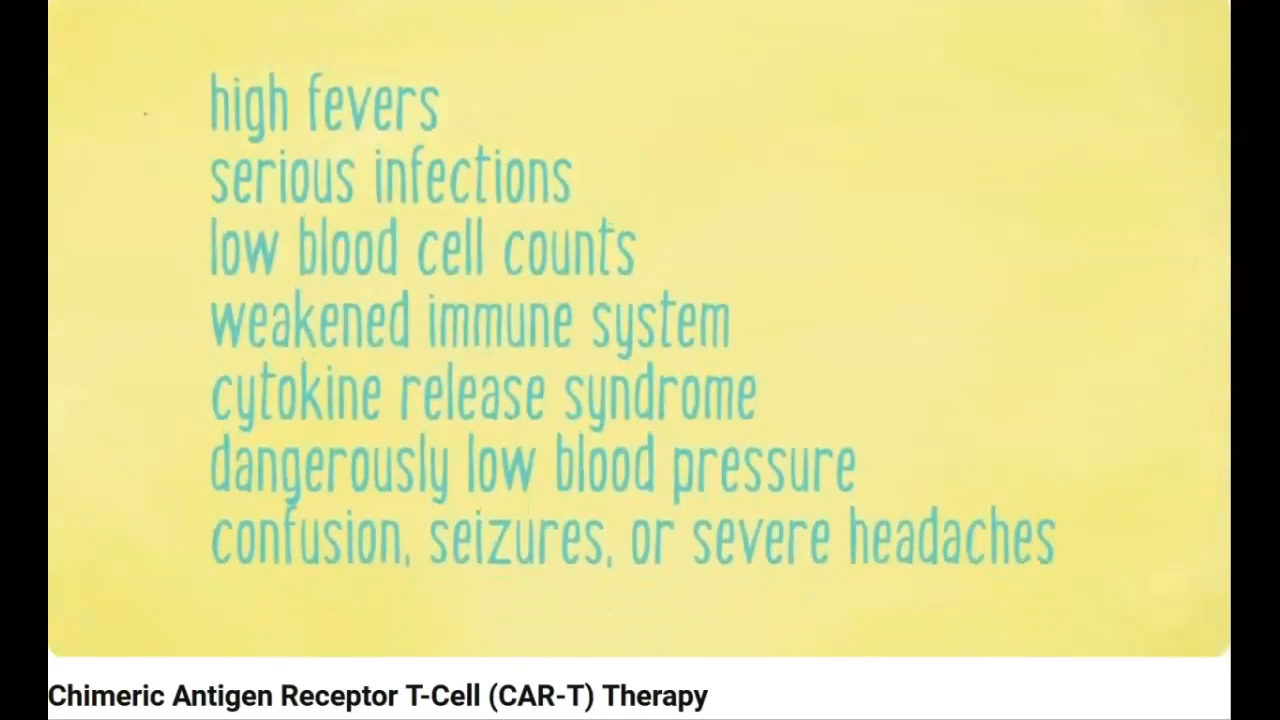 high fevers
serious infections
low blood cell counts
weakened immune system
cytokine release syndrome
dangerously low blood pressure
confusion, seizures, or severe headaches
Chimeric Antigen Receptor T-Cell (CAR-T) Therapy